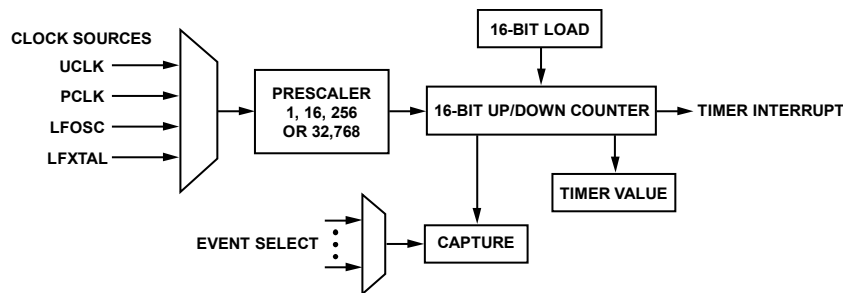 16-BIT LOAD
CLOCK SOURCES
UCLK
PCLK
LFOSC
LFXTAL
PRESCALER
1, 16, 256
OR 32,768
16-BIT UP/DOWN COUNTER
TIMER INTERRUPT
TIMER VALUE
EVENT SELECT
CAPTURE